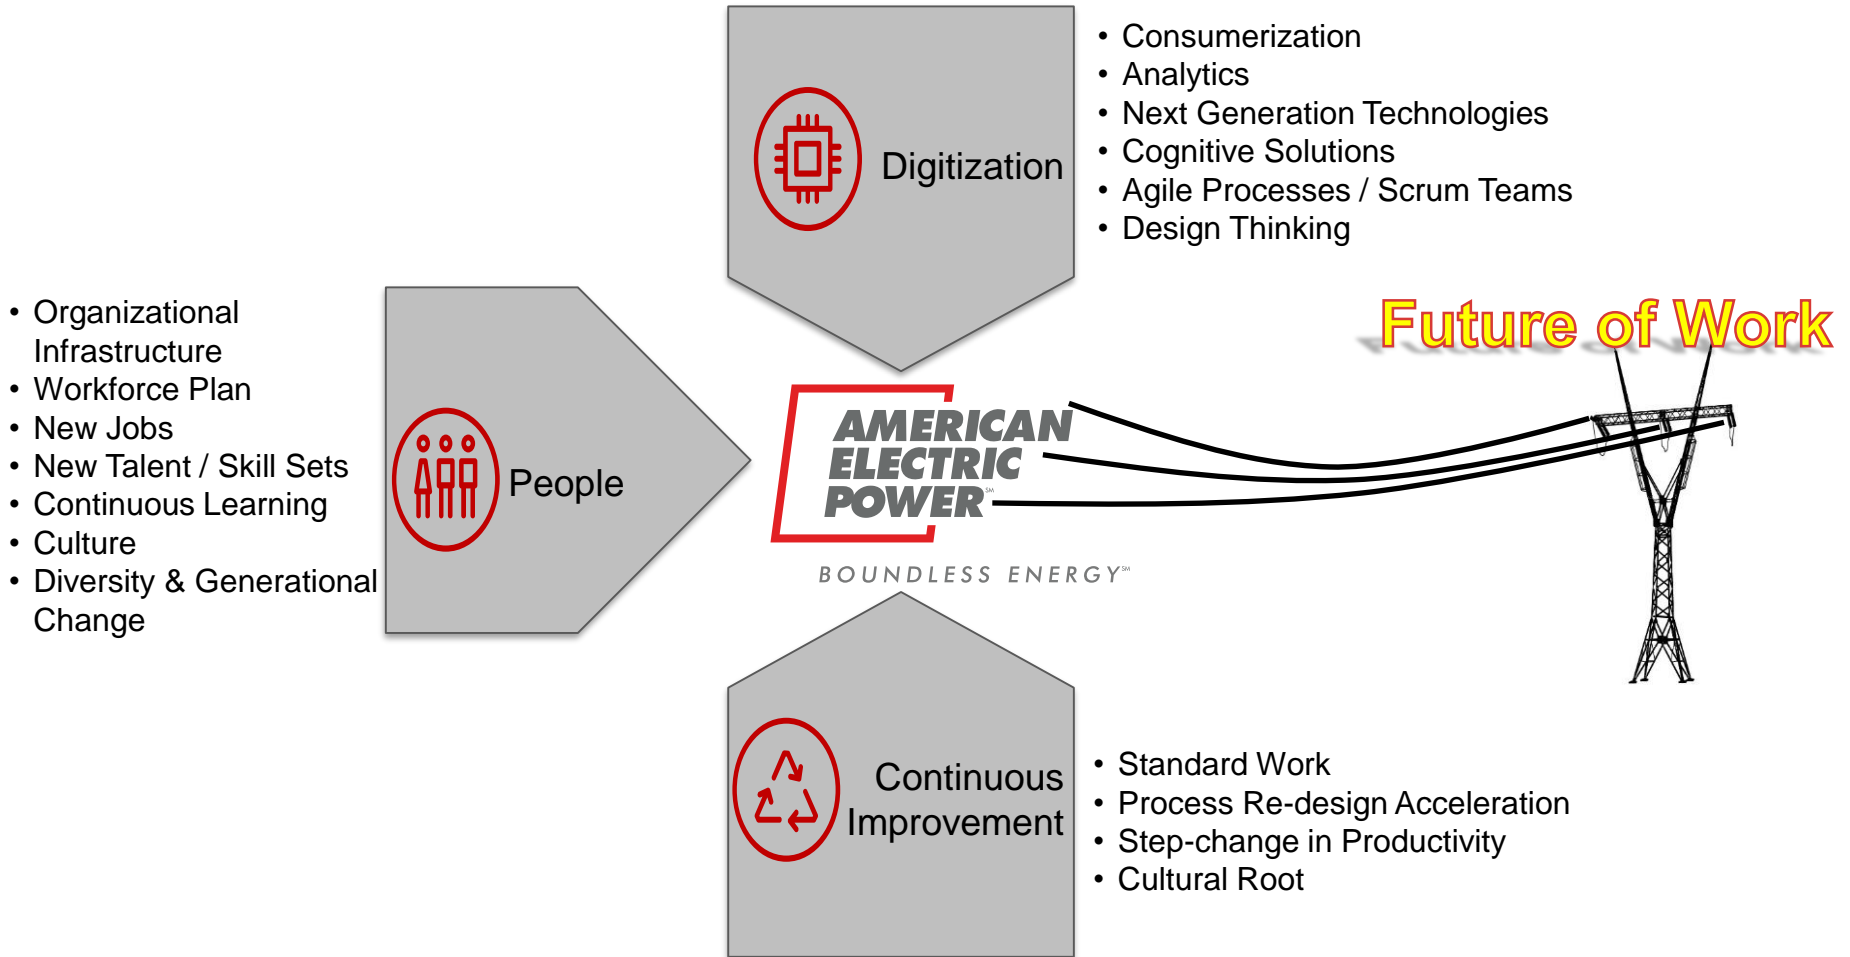 • Consumerization
• Analytics
• Next Generation Technologies
• Cognitive Solutions
• Agile Processes / Scrum Teams
• Design Thinking
Digitization
• Organizational
Infrastructure
• Workforce Plan
• New Jobs
• New Talent / Skill Sets
• Continuous Learning
• Culture
• Diversity & Generational
Change
People
AMERICAN
ELECTRIC
POWER℠
BOUNDLESS ENERGY℠
Future of Work
Continuous
Improvement
• Standard Work
• Process Re-design Acceleration
• Step-change in Productivity
• Cultural Root